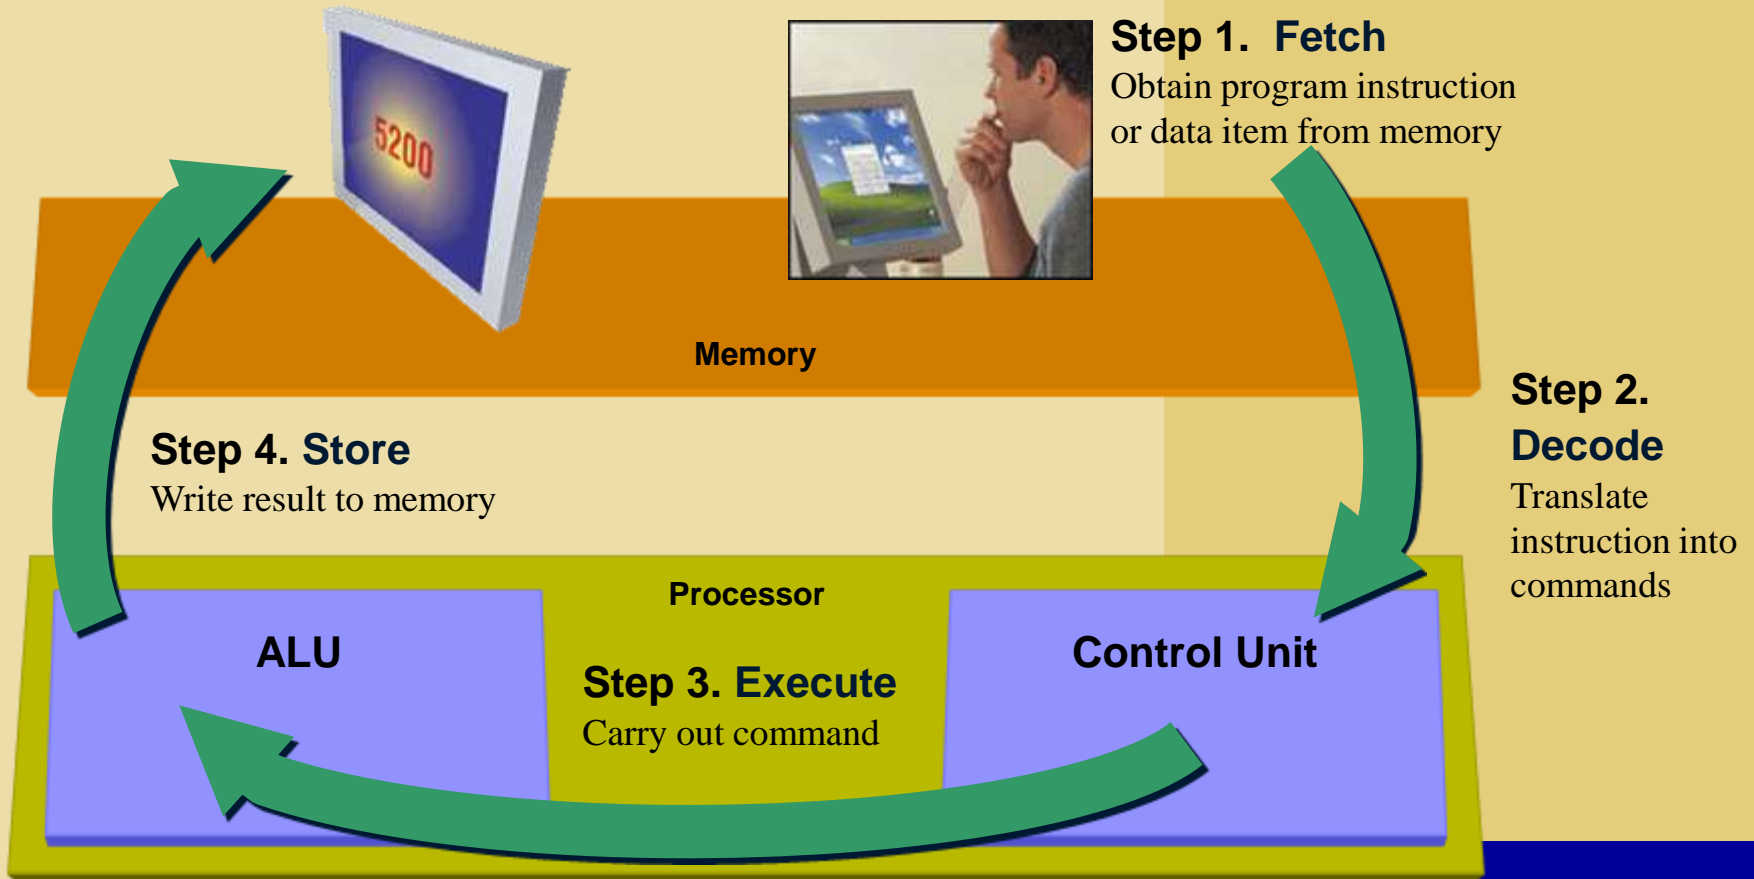 Step 1.  Fetch
Obtain program instruction
or data item from memory
5200
Memory
Step 2.
Decode
Translate
instruction into
commands
Step 4. Store
Write result to memory
Processor
ALU
Control Unit
Step 3. Execute
Carry out command